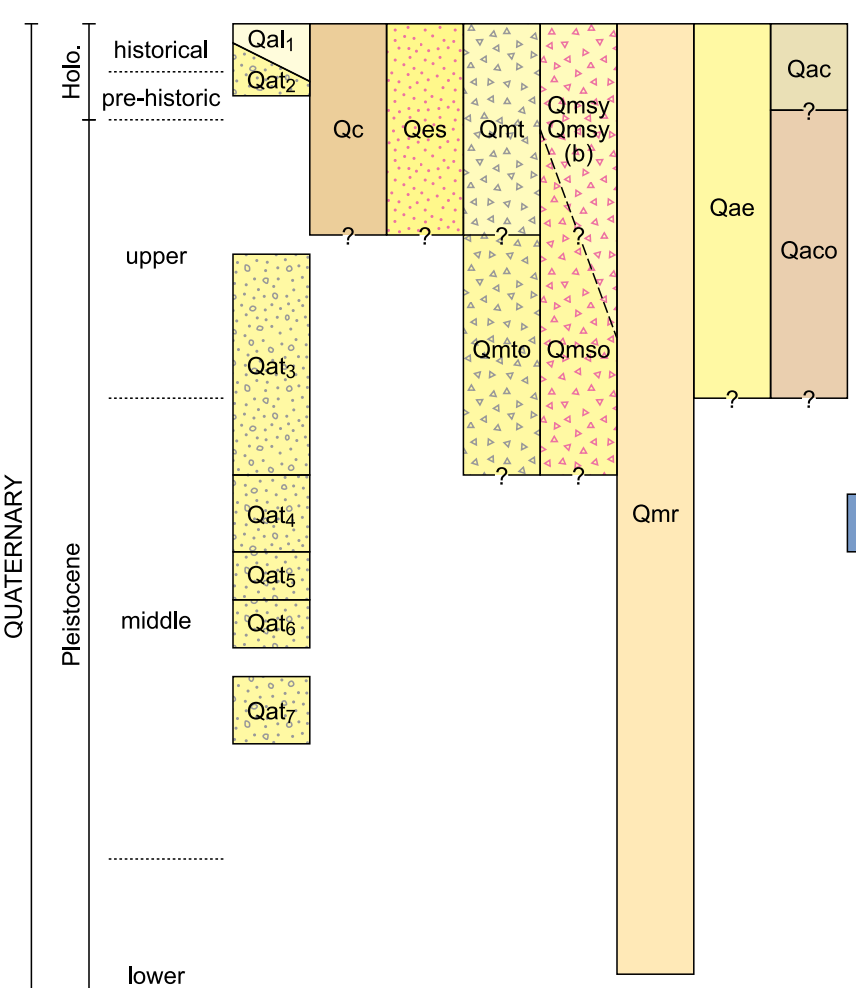 QUATERNARY
Holo.
Pleistocene
historical
pre-historic
upper
middle
lower
Qal1
Qat2
Qat3
Qat4
Qat5
Qat6
Qat7
Qc
?
Qes
?
Qmt
?
Qmto
?
Qmsy
Qmsy
(b)
?
Qmso
?
Qmr
Qae
?
Qac
?
Qaco
?